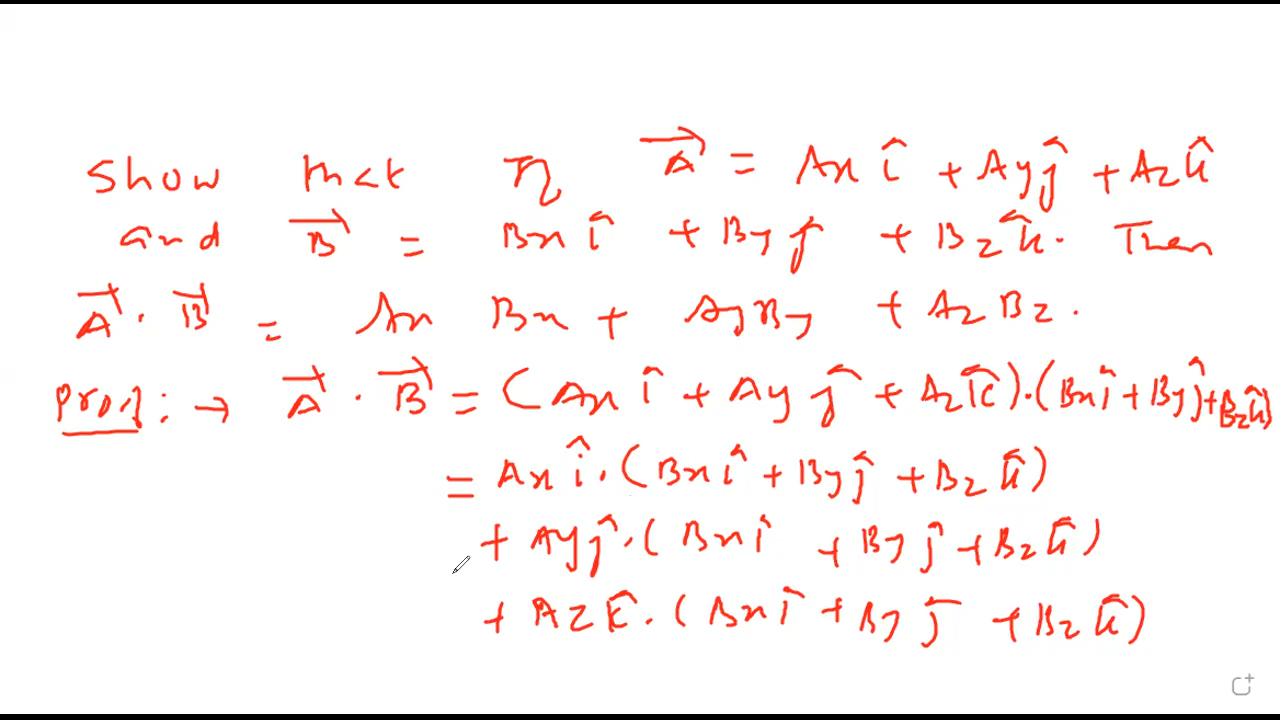 Show that If A⃗ = Ax î + Ay ĵ + Az k̂
and B⃗ = Bx î + By ĵ + Bz k̂. Then
A⃗ · B⃗ = Ax Bx + Ay By + Az Bz.
Proof :→ A⃗ · B⃗ = (Ax î + Ay ĵ + Az k̂)·(Bx î + By ĵ + Bz k̂)
= Ax î·(Bx î + By ĵ + Bz k̂)
+ Ay ĵ·(Bx î + By ĵ + Bz k̂)
+ Az k̂·(Bx î + By ĵ + Bz k̂)